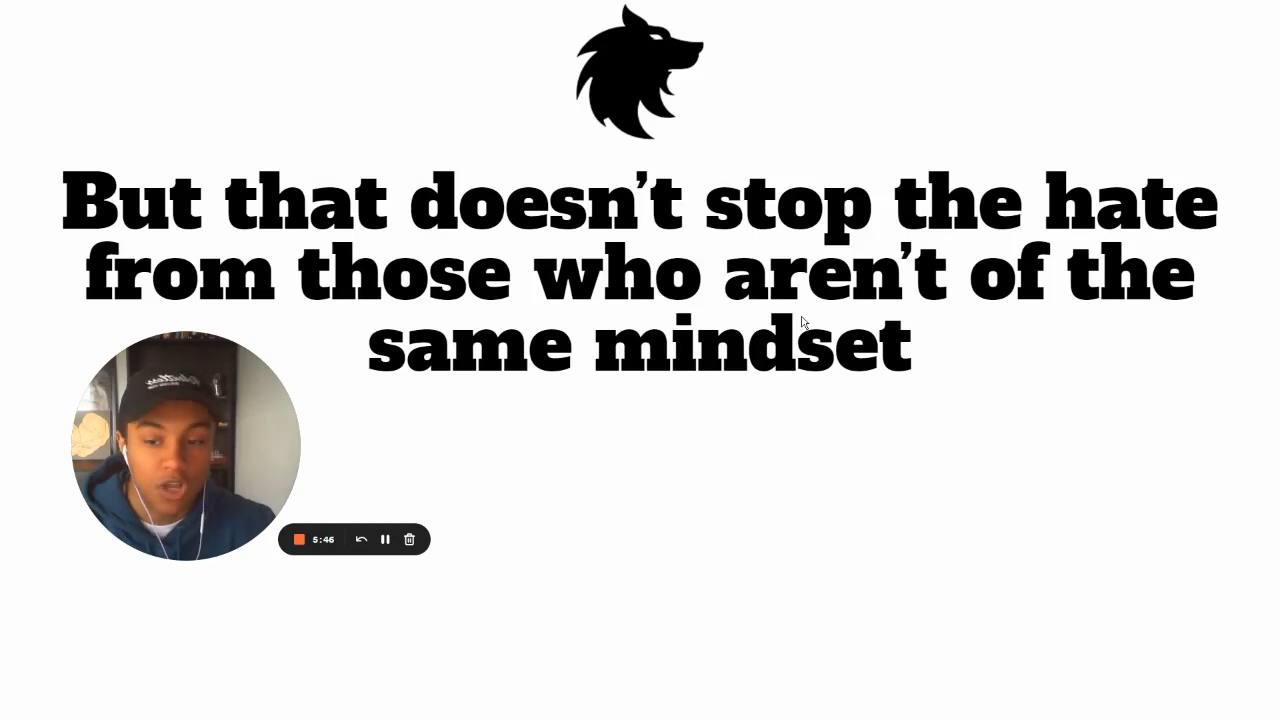 But that doesn’t stop the hate
from those who aren’t of the
same mindset
5:46